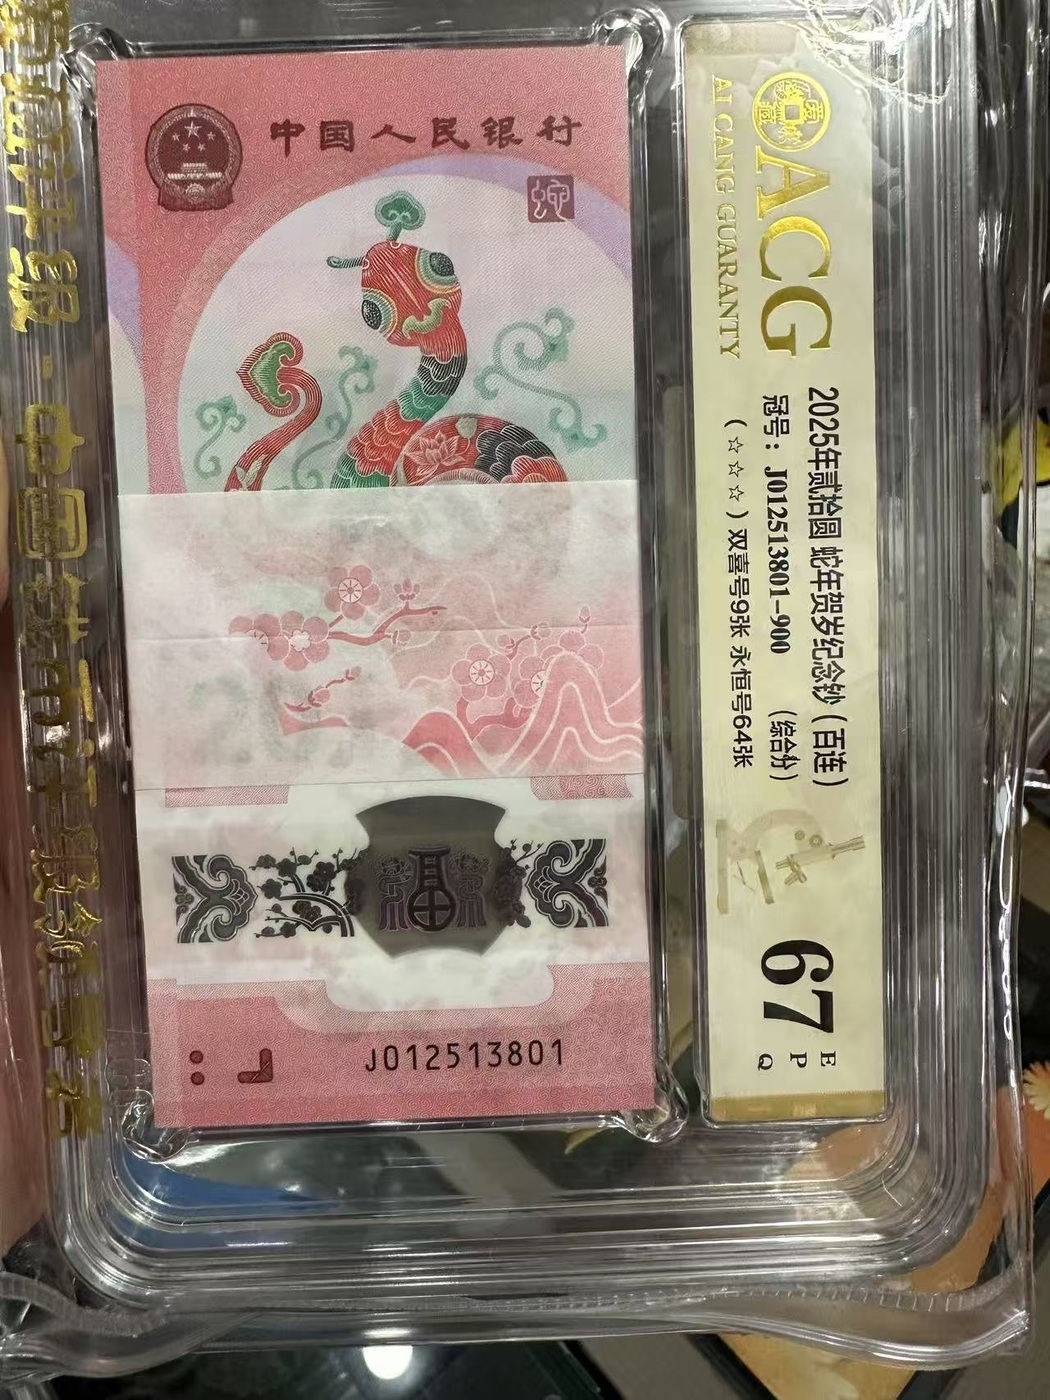 中国人民银行
J012513801
ACG
AI CANG GUARANTY
2025年贰拾圆 蛇年贺岁纪念钞（百连）
冠号：J012513801-900 （综合分）
（☆☆☆）双喜号9张 永恒号64张
67
E
P
Q